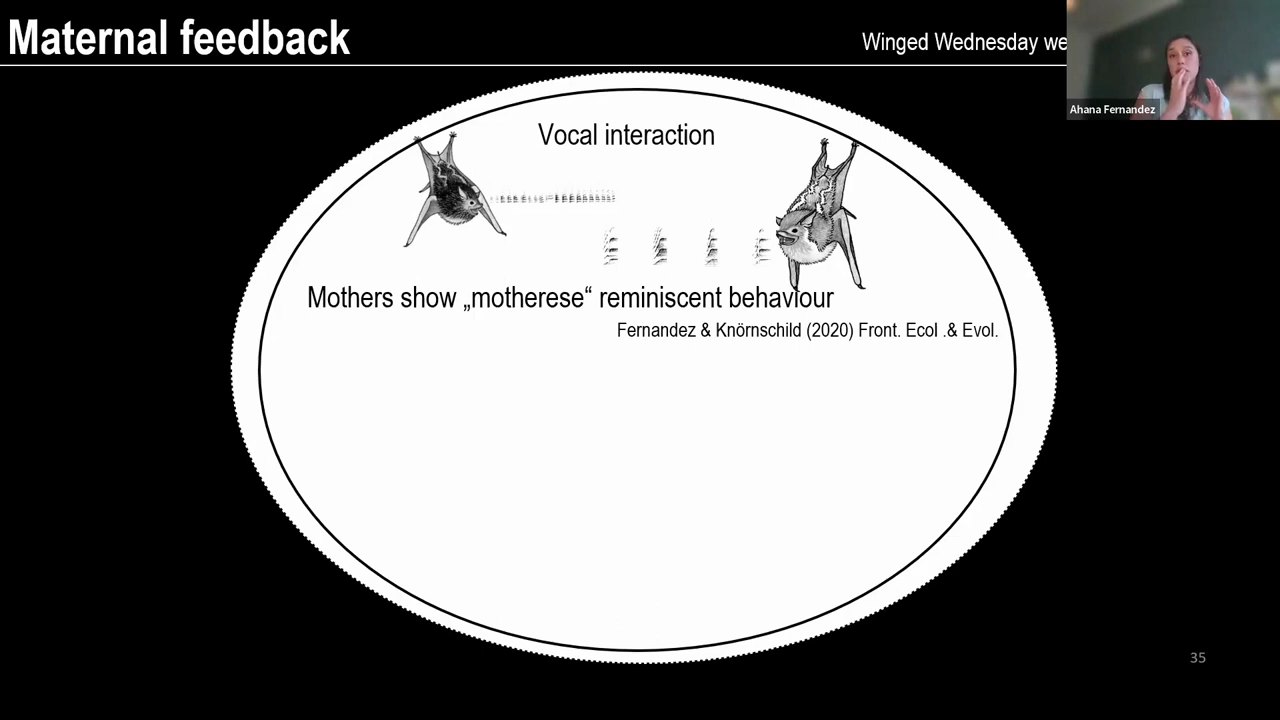 Maternal feedback
Winged Wednesday we
Ahana Fernandez
Vocal interaction
Mothers show „motherese“ reminiscent behaviour
Fernandez & Knörnschild (2020) Front. Ecol .& Evol.
35